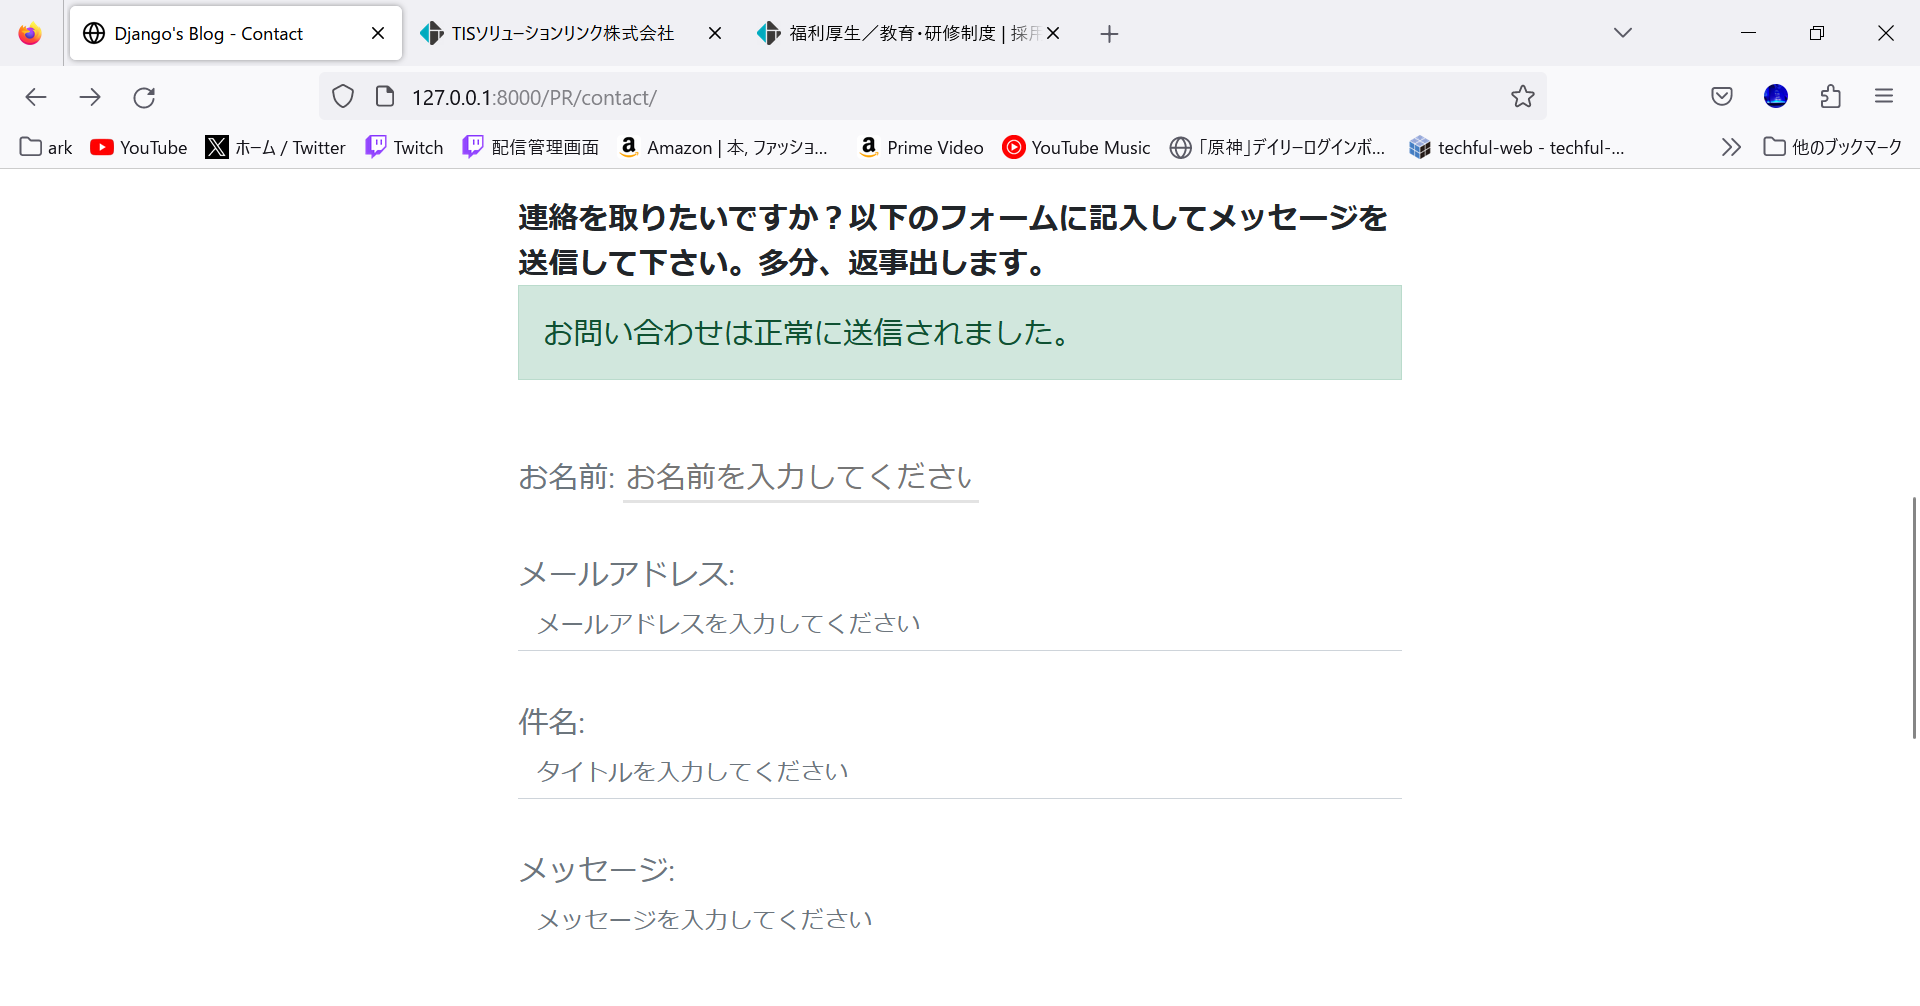 Django's Blog - Contact
TISソリューションリンク株式会社
福利厚生／教育・研修制度 | 採用
127.0.0.1:8000/PR/contact/
ark
YouTube
ホーム / Twitter
Twitch
配信管理画面
Amazon | 本, ファッショ...
Prime Video
YouTube Music
「原神」デイリーログインボ...
techful-web - techful-...
他のブックマーク
連絡を取りたいですか？以下のフォームに記入してメッセージを
送信して下さい。多分、返事出します。
お問い合わせは正常に送信されました。
お名前: お名前を入力してください
メールアドレス:
メールアドレスを入力してください
件名:
タイトルを入力してください
メッセージ:
メッセージを入力してください